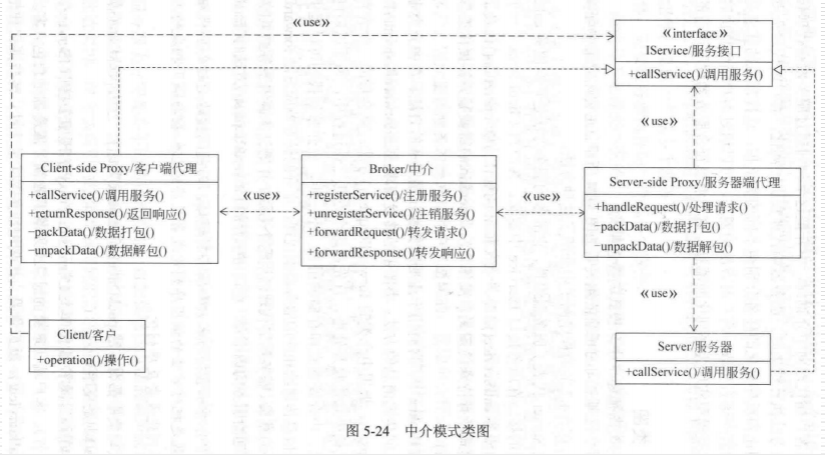 《use》
《interface》
IService/服务接口
+callService()/调用服务()
《use》
Client-side Proxy/客户端代理
+callService()/调用服务()
+returnResponse()/返回响应()
−packData()/数据打包()
−unpackData()/数据解包()
《use》
Broker/中介
+registerService()/注册服务()
+unregisterService()/注销服务()
+forwardRequest()/转发请求()
+forwardResponse()/转发响应()
《use》
Server-side Proxy/服务器端代理
+handleRequest()/处理请求()
−packData()/数据打包()
−unpackData()/数据解包()
《use》
Client/客户
+operation()/操作()
Server/服务器
+callService()/调用服务()
图 5-24 中介模式类图